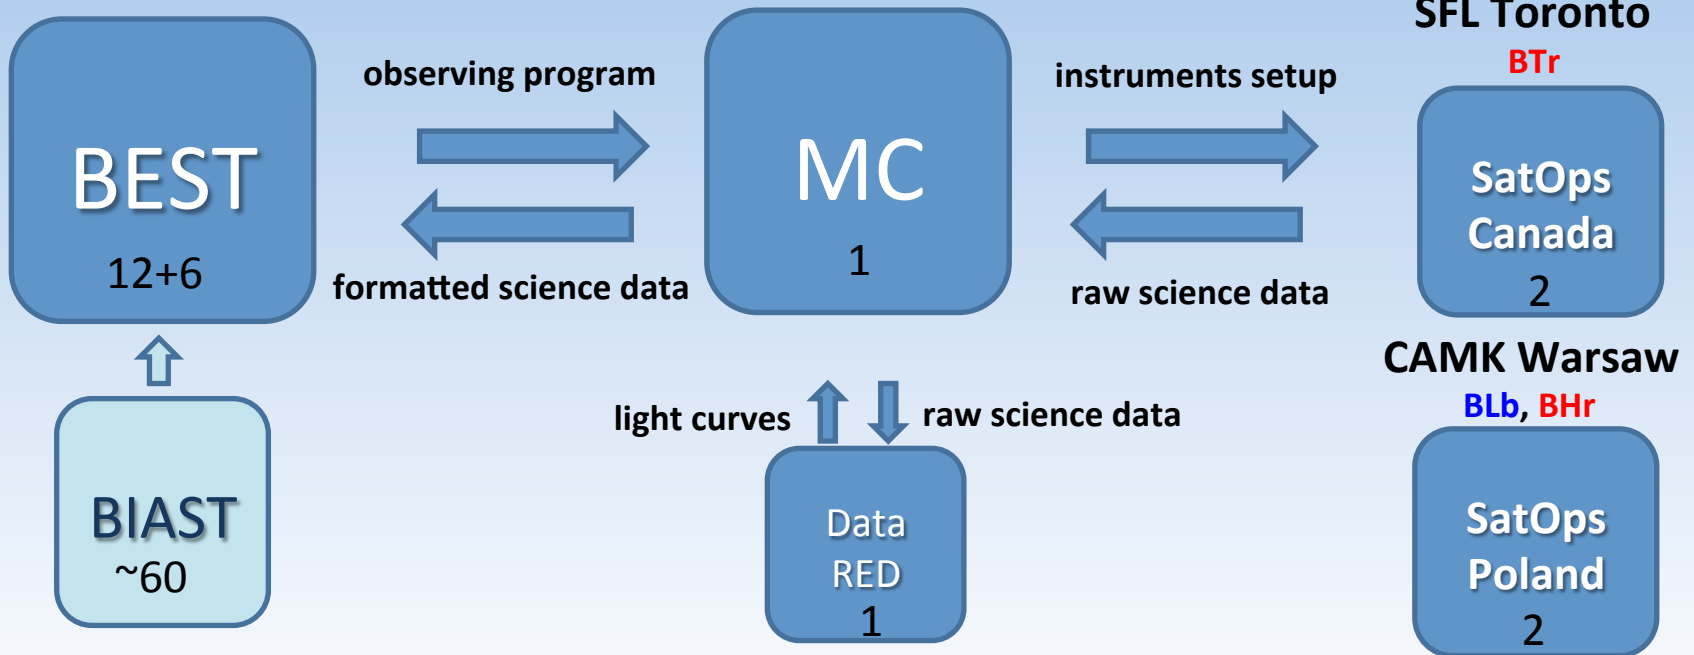 SFL Toronto
BTr
observing program
instruments setup
BEST
12+6
MC
1
SatOps
Canada
2
formatted science data
raw science data
CAMK Warsaw
BLb, BHr
light curves
raw science data
BIAST
~60
Data
RED
1
SatOps
Poland
2